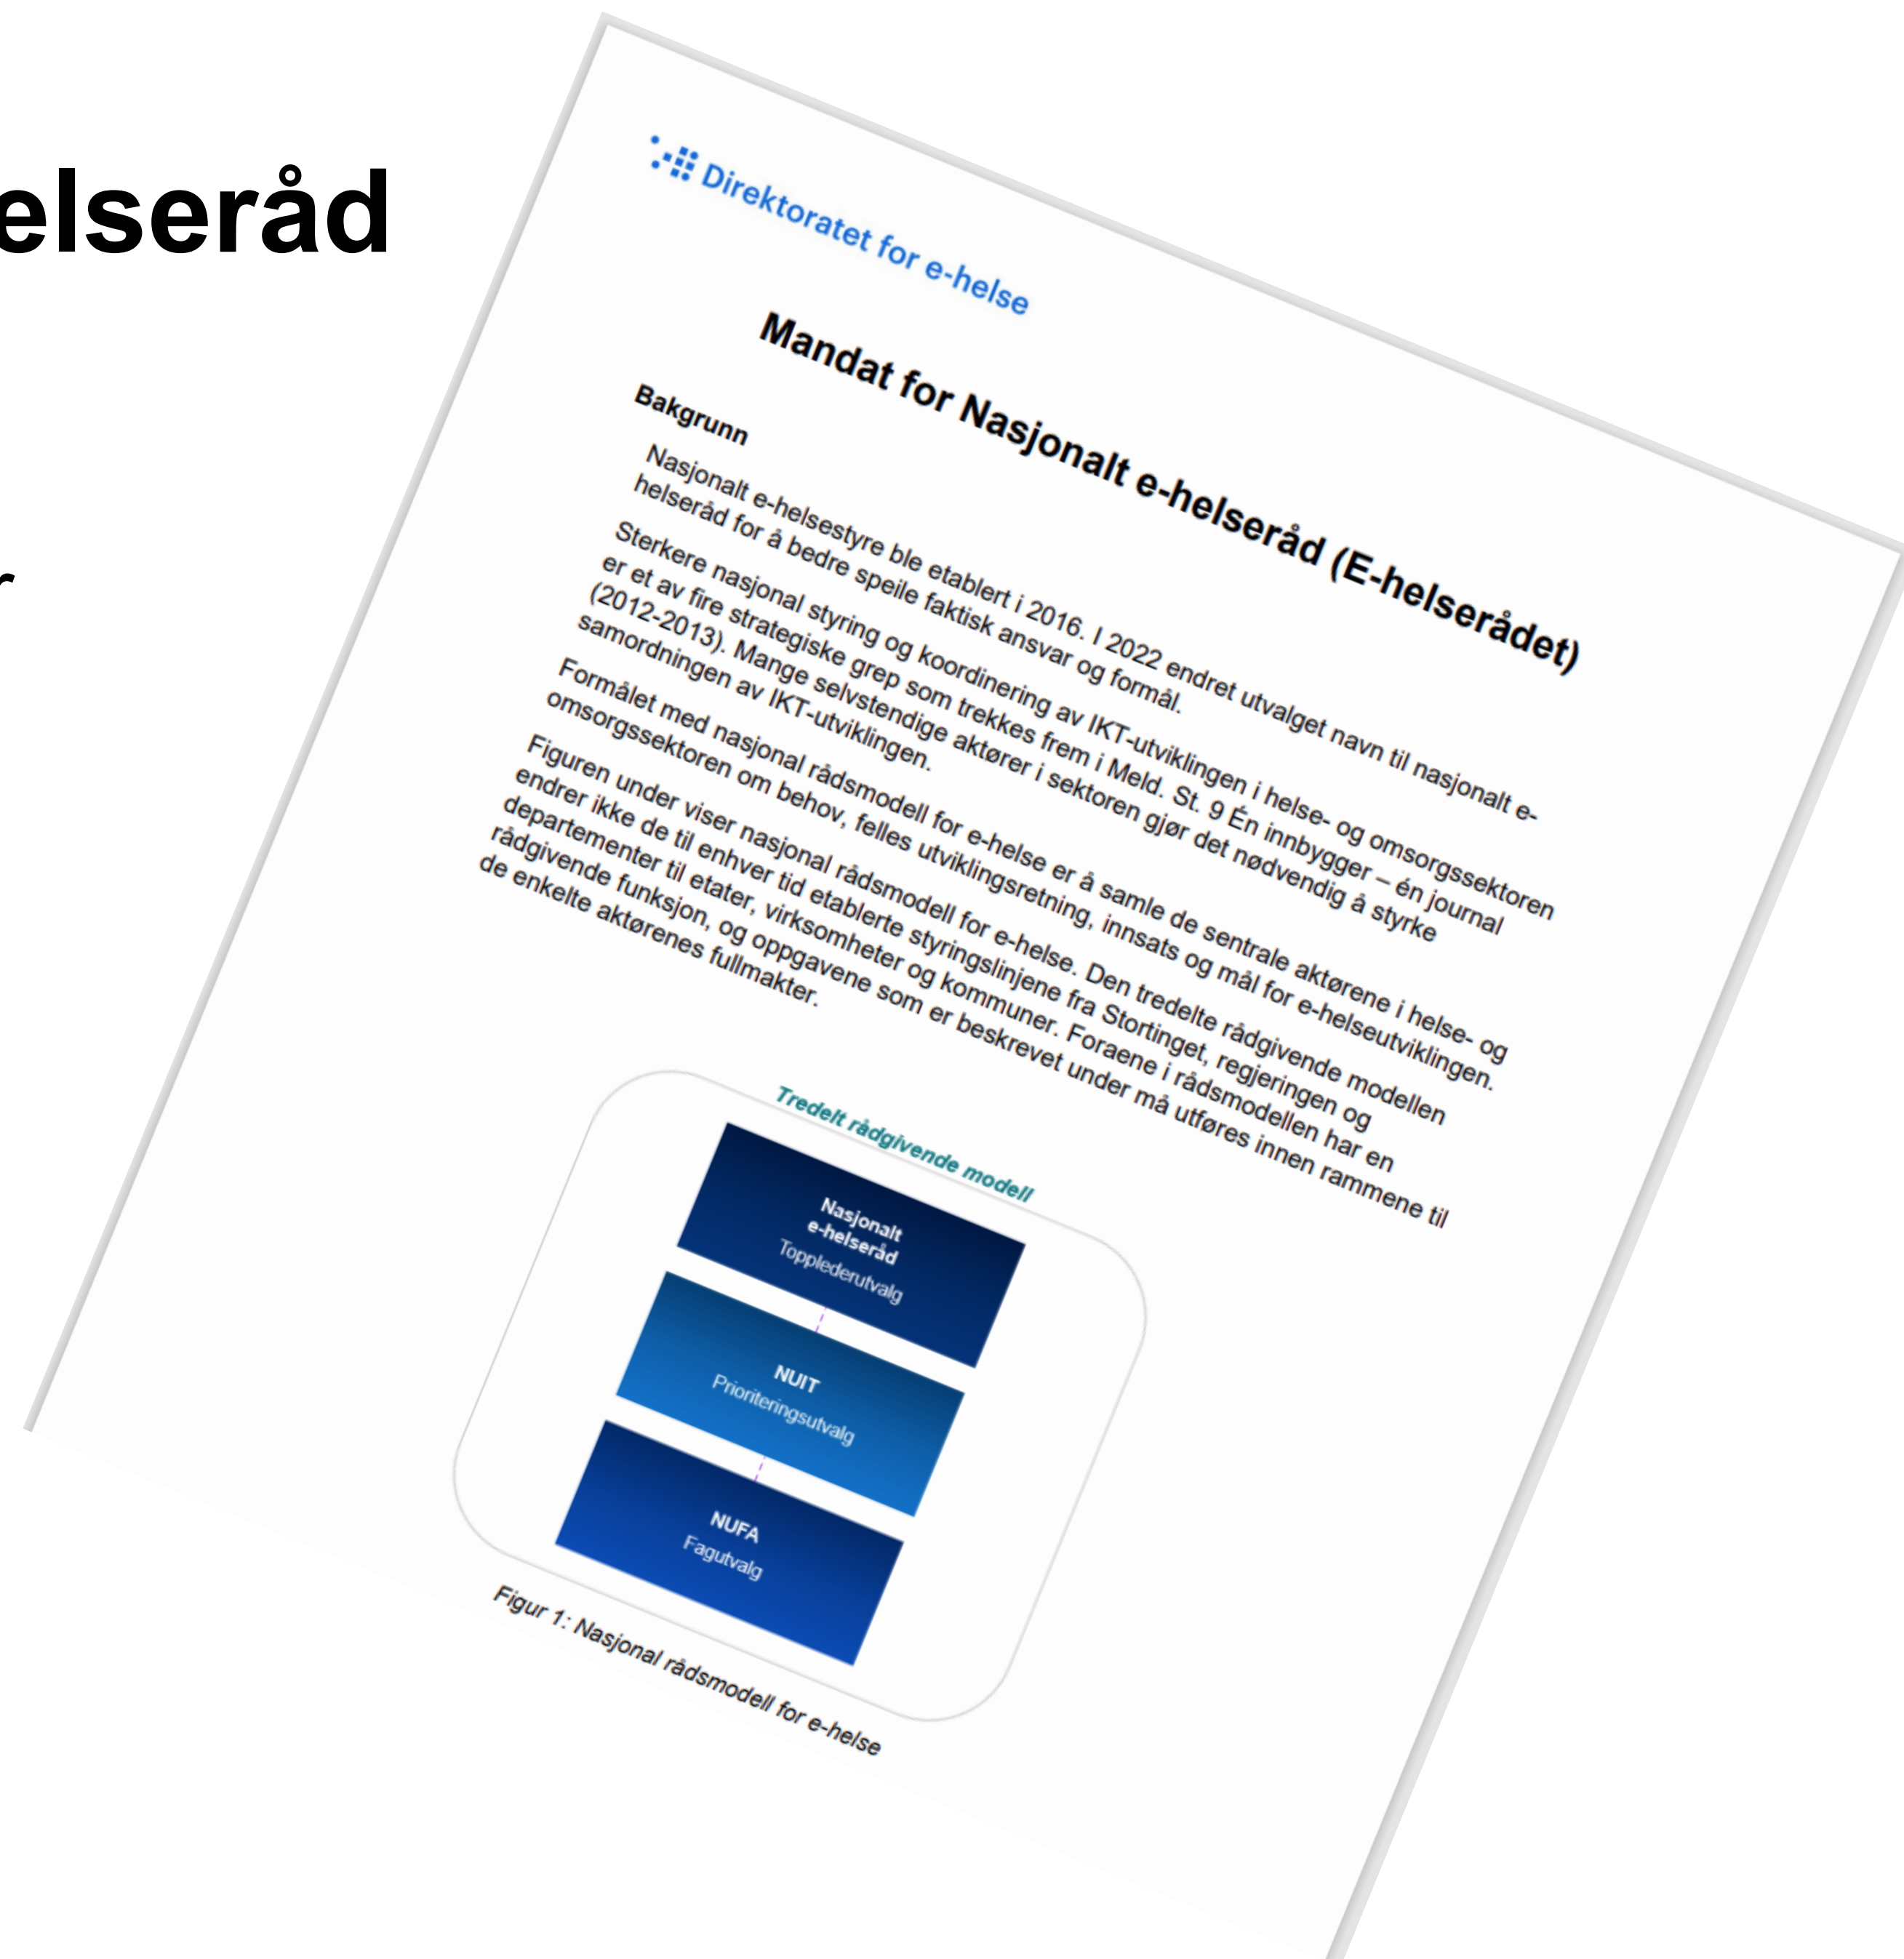 elseråd
r
Direktoratet for e-helse
Mandat for Nasjonalt e-helseråd (E-helserådet)
Bakgrunn
Nasjonalt e-helsestyre ble etablert i 2016. I 2022 endret utvalget navn til nasjonalt e-
helseråd for å bedre speile faktisk ansvar og formål.
Sterkere nasjonal styring og koordinering av IKT-utviklingen i helse- og omsorgssektoren
er et av fire strategiske grep som trekkes frem i Meld. St. 9 Én innbygger – én journal
(2012-2013). Mange selvstendige aktører i sektoren gjør det nødvendig å styrke
samordningen av IKT-utviklingen.
Formålet med nasjonal rådsmodell for e-helse er å samle de sentrale aktørene i helse- og
omsorgssektoren om behov, felles utviklingsretning, innsats og mål for e-helseutviklingen.
Figuren under viser nasjonal rådsmodell for e-helse. Den tredelte rådgivende modellen
endrer ikke de til enhver tid etablerte styringslinjene fra Stortinget, regjeringen og
departementer til etater, virksomheter og kommuner. Foraene i rådsmodellen har en
rådgivende funksjon, og oppgavene som er beskrevet under må utføres innen rammene til
de enkelte aktørenes fullmakter.
Tredelt rådgivende modell
Nasjonalt
e-helseråd
Topplederutvalg
NUIT
Prioriteringsutvalg
NUFA
Fagutvalg
Figur 1: Nasjonal rådsmodell for e-helse